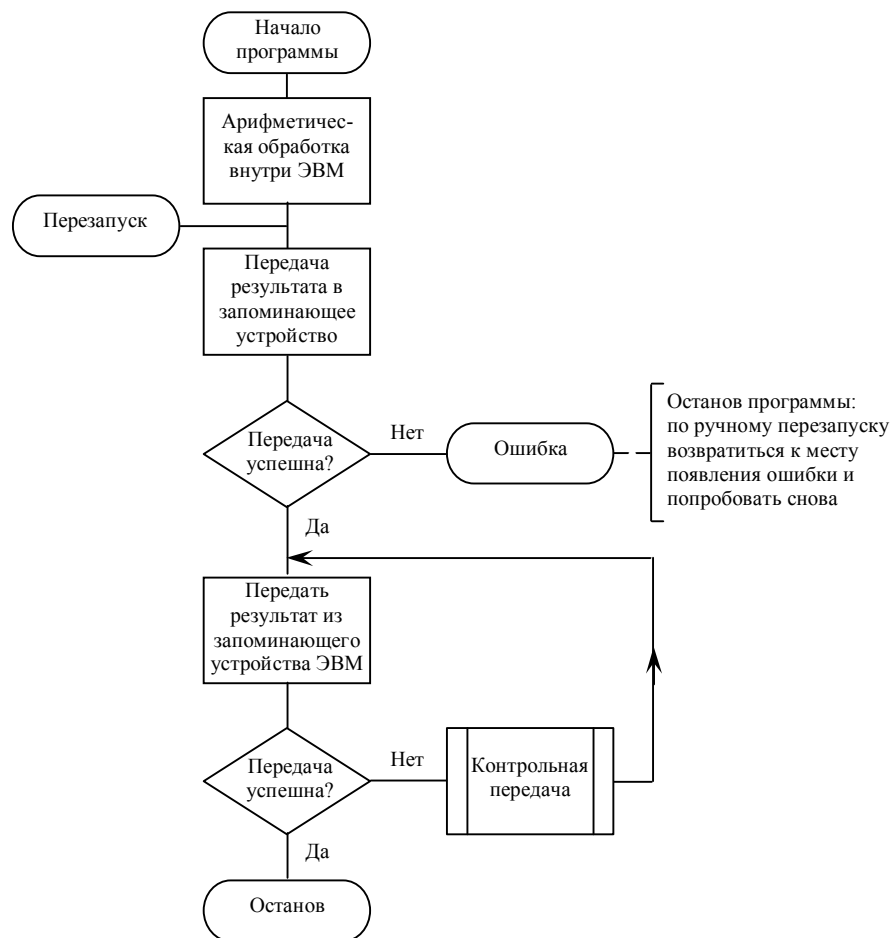 Начало
программы
Арифметичес-
кая обработка
внутри ЭВМ
Перезапуск
Передача
результата в
запоминающее
устройство
Передача
успешна?
Нет
Ошибка
Останов программы:
по ручному перезапуску
возвратиться к месту
появления ошибки и
попробовать снова
Да
Передать
результат из
запоминающего
устройства ЭВМ
Передача
успешна?
Нет
Контрольная
передача
Да
Останов